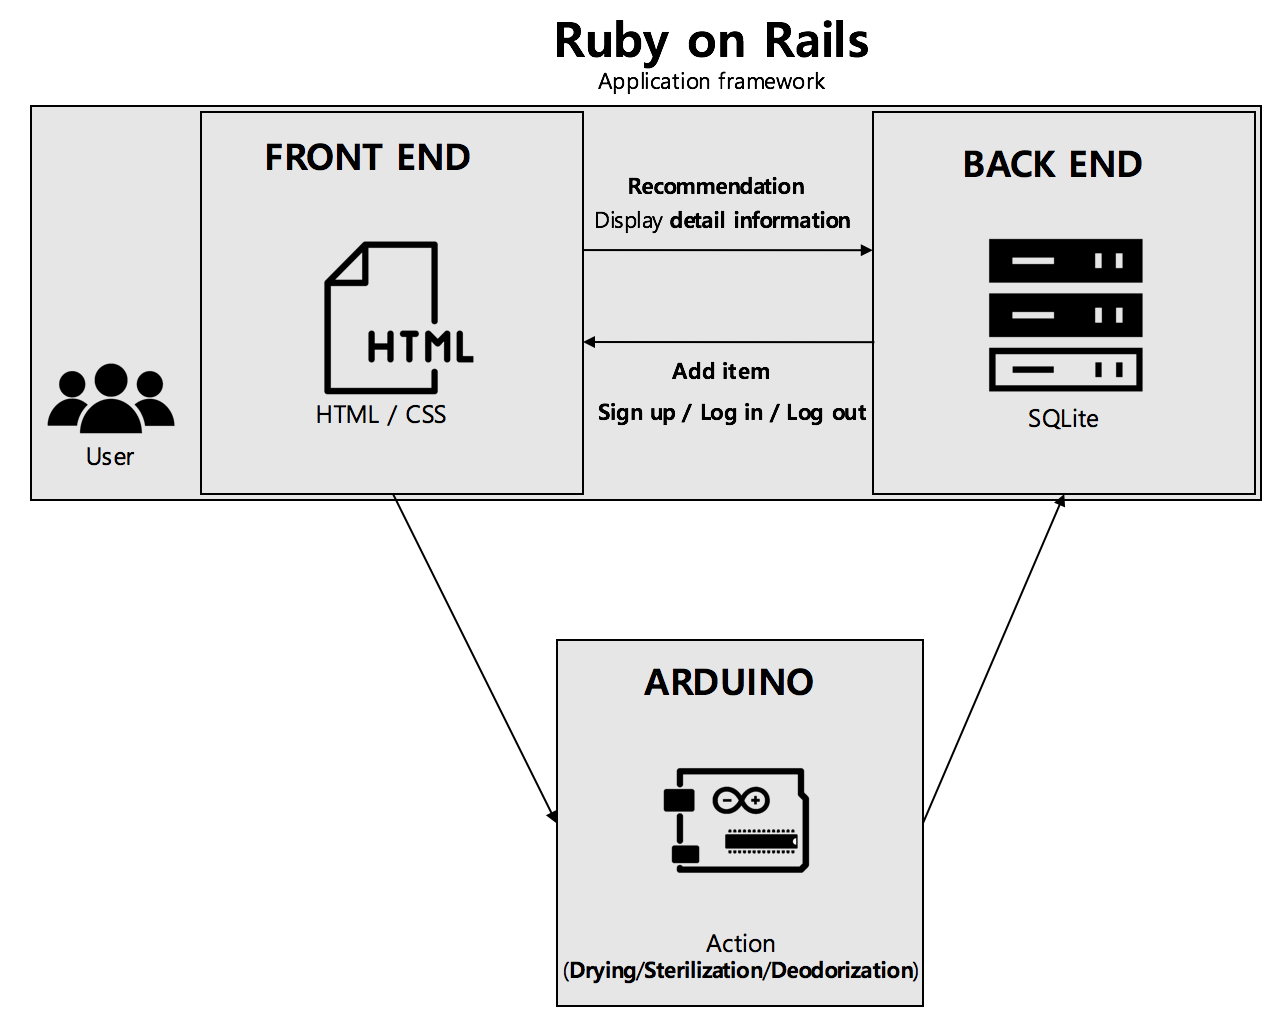 Ruby on Rails
Application framework
FRONT END
HTML
HTML / CSS
User
Recommendation
Display detail information
Add item
Sign up / Log in / Log out
BACK END
SQLite
ARDUINO
Action
(Drying/Sterilization/Deodorization)